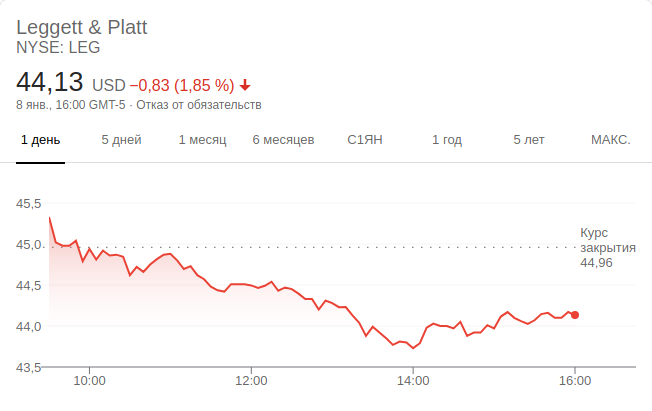 Leggett & Platt
NYSE: LEG
44,13 USD −0,83 (1,85 %)
8 янв., 16:00 GMT-5 · Отказ от обязательств
1 день 5 дней 1 месяц 6 месяцев С1ЯН 1 год 5 лет МАКС.
45,5
45,0
44,5
44,0
43,5
Курс
закрытия
44,96
10:00 12:00 14:00 16:00